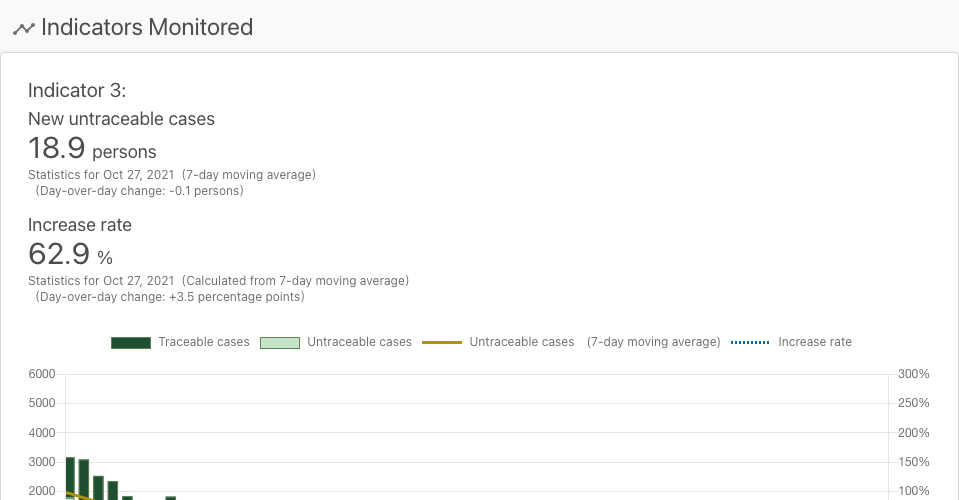 Indicators Monitored
Indicator 3:
New untraceable cases
18.9 persons
Statistics for Oct 27, 2021 (7-day moving average)
(Day-over-day change: -0.1 persons)
Increase rate
62.9 %
Statistics for Oct 27, 2021 (Calculated from 7-day moving average)
(Day-over-day change: +3.5 percentage points)
Traceable cases Untraceable cases Untraceable cases (7-day moving average) Increase rate
6000 300%
5000 250%
4000 200%
3000 150%
2000 100%